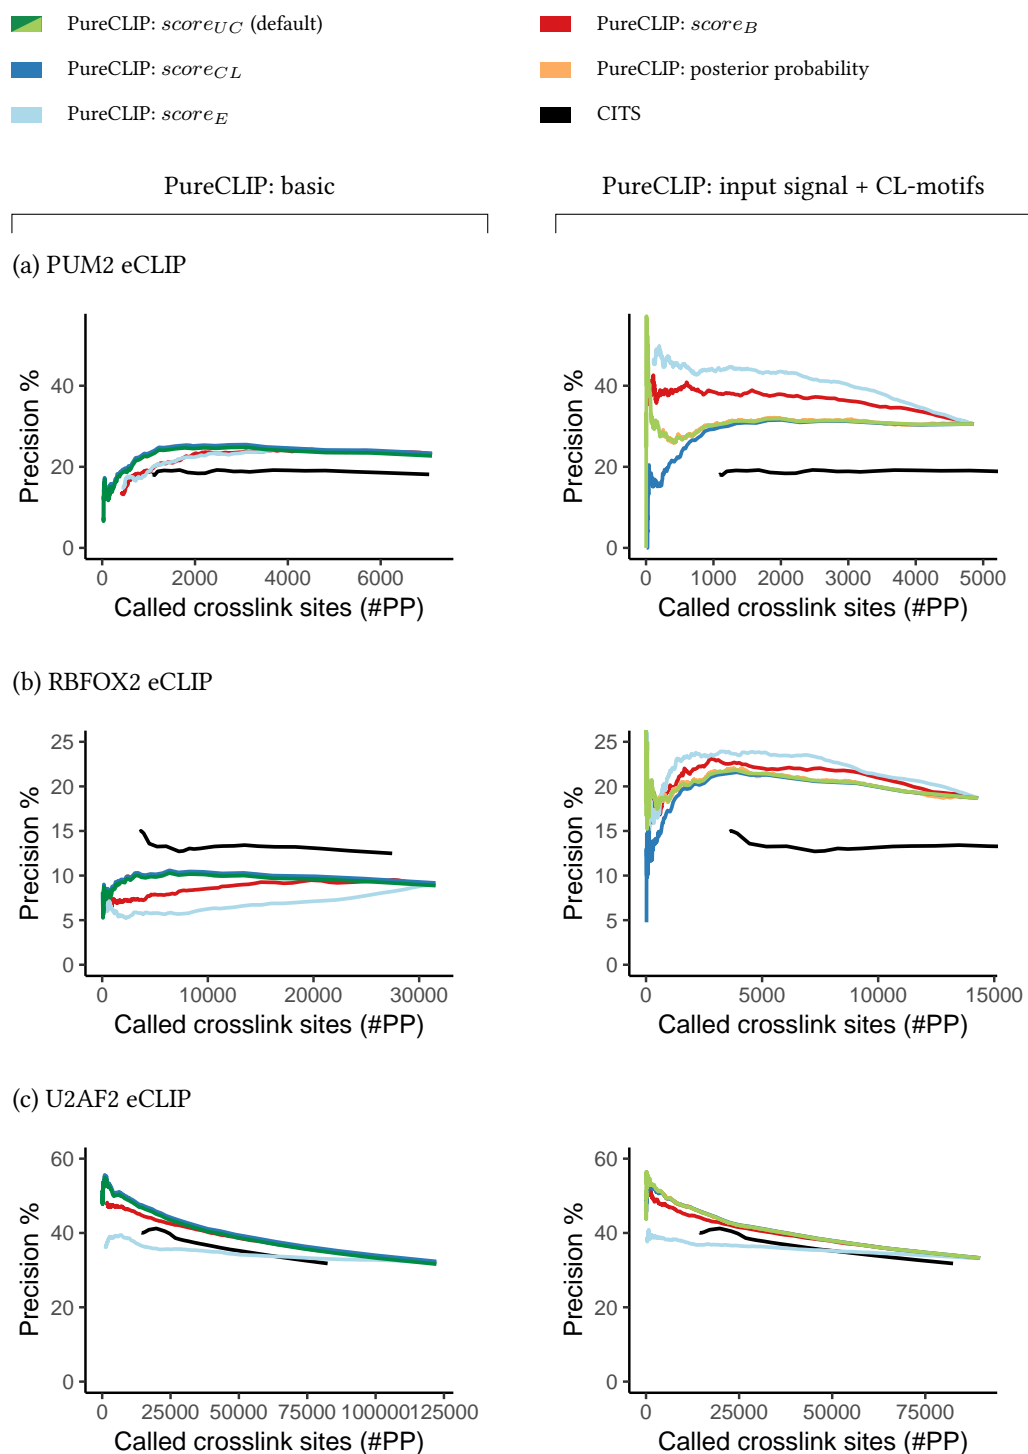 PureCLIP: score_UC (default)
PureCLIP: score_B
PureCLIP: score_CL
PureCLIP: posterior probability
PureCLIP: score_E
CITS
PureCLIP: basic
PureCLIP: input signal + CL-motifs
(a) PUM2 eCLIP
Precision %
40
20
0
0 2000 4000 6000
Called crosslink sites (#PP)
Precision %
40
20
0
0 1000 2000 3000 4000 5000
Called crosslink sites (#PP)
(b) RBFOX2 eCLIP
Precision %
25
20
15
10
5
0
0 10000 20000 30000
Called crosslink sites (#PP)
Precision %
25
20
15
10
5
0
0 5000 10000 15000
Called crosslink sites (#PP)
(c) U2AF2 eCLIP
Precision %
60
40
20
0
0 25000 50000 75000 100000 125000
Called crosslink sites (#PP)
Precision %
60
40
20
0
0 25000 50000 75000
Called crosslink sites (#PP)